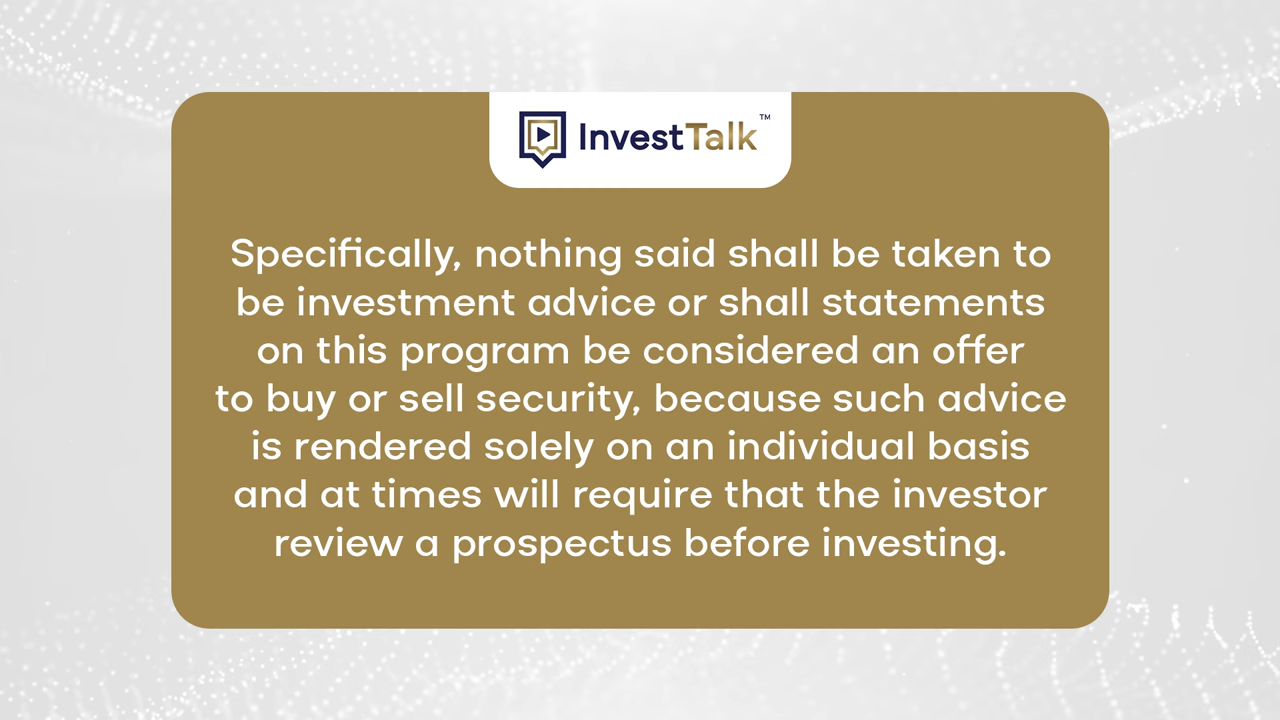 InvestTalk™
Specifically, nothing said shall be taken to
be investment advice or shall statements
on this program be considered an offer
to buy or sell security, because such advice
is rendered solely on an individual basis
and at times will require that the investor
review a prospectus before investing.